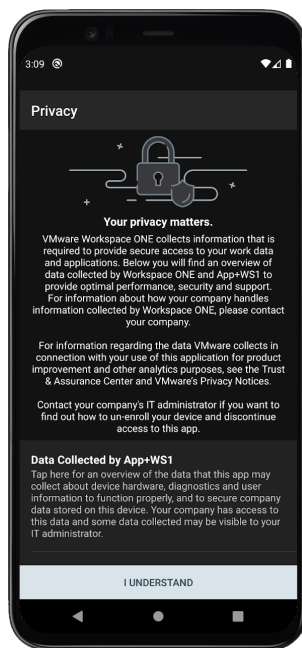 3:09
Privacy
Your privacy matters.
VMware Workspace ONE collects information that is
required to provide secure access to your work data
and applications. Below you will find an overview of
data collected by Workspace ONE and App+WS1 to
provide optimal performance, security and support.
For information about how your company handles
information collected by Workspace ONE, please contact
your company.
For information regarding the data VMware collects in
connection with your use of this application for product
improvement and other analytics purposes, see the Trust
& Assurance Center and VMware's Privacy Notices.
Contact your company's IT administrator if you want to
find out how to un-enroll your device and discontinue
access to this app.
Data Collected by App+WS1
Tap here for an overview of the data that this app may
collect about device hardware, diagnostics and user
information to function properly, and to secure company
data stored on this device. Your company has access to
this data and some data collected may be visible to your
IT administrator.
I UNDERSTAND